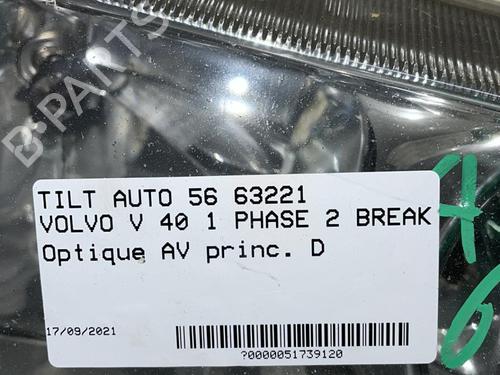 B-PARTS
TILT AUTO 56 63221
VOLVO V 40 1 PHASE 2 BREAK
Optique AV princ. D
17/09/2021
?0000051739120